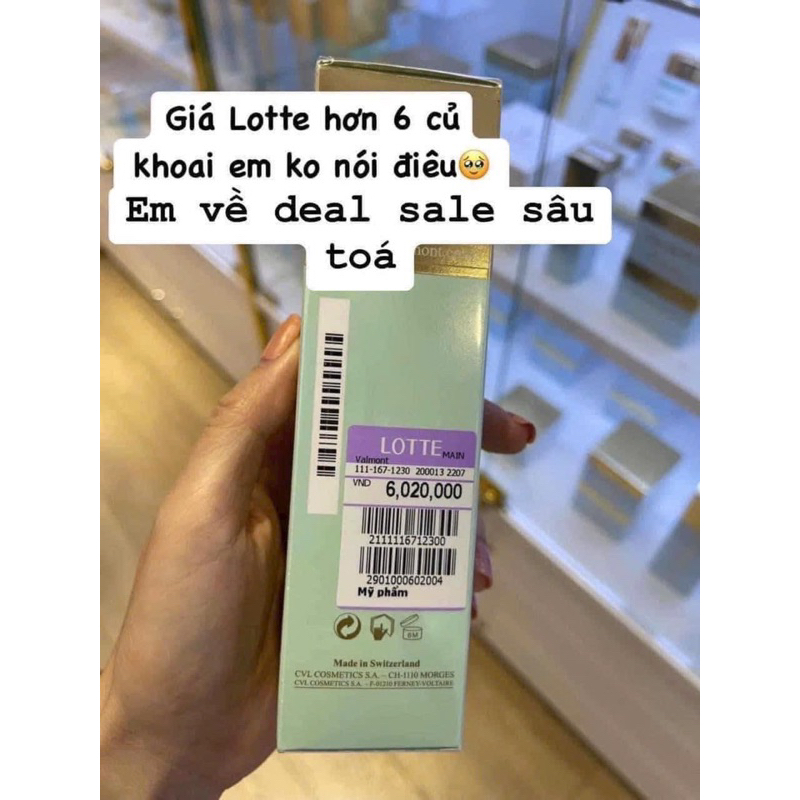 Giá Lotte hơn 6 củ
khoai em ko nói điêu🥹
Em về deal sale sâu
toá
LOTTE MAIN
Valmont
111-167-1230 200013 2207
VND 6,020,000
2111116712300
2901000602004
Mỹ phẩm
6M
Made in Switzerland
CVL COSMETICS S.A. – CH-1110 MORGES
CVL COSMETICS S.A. – F-01210 FERNEY-VOLTAIRE